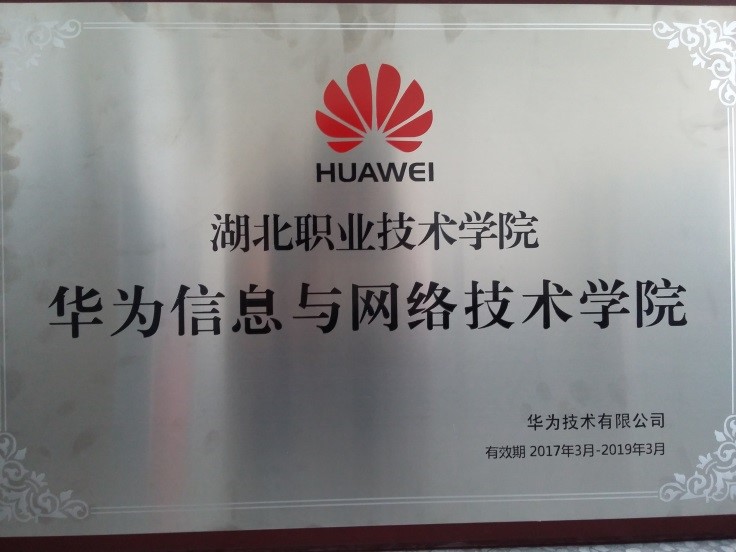 HUAWEI
湖北职业技术学院
华为信息与网络技术学院
华为技术有限公司
有效期 2017年3月-2019年3月